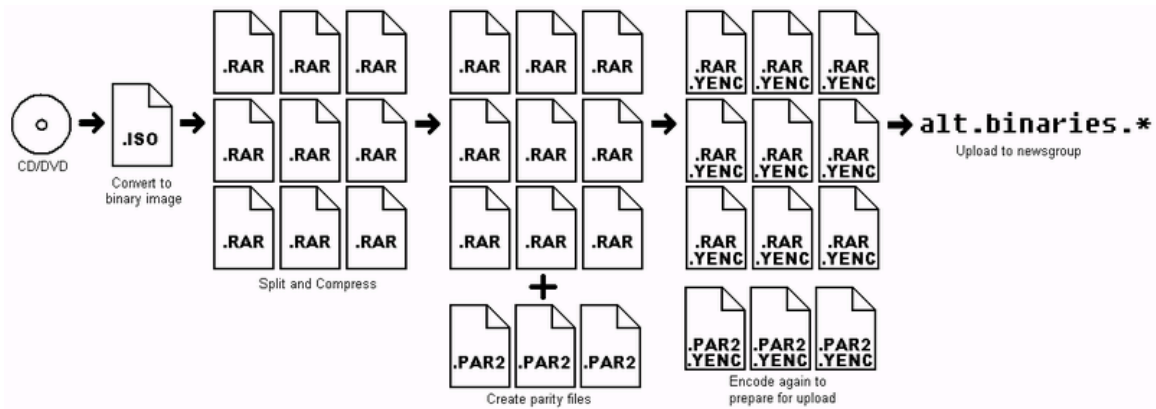 .RAR .RAR .RAR .RAR .RAR .RAR .RAR .YENC .RAR .YENC .RAR .YENC
CD/DVD
.ISO
Convert to
binary image
.RAR .RAR .RAR .RAR .RAR .RAR .RAR .YENC .RAR .YENC .RAR .YENC
alt.binaries.*
Upload to newsgroup
.RAR .RAR .RAR .RAR .RAR .RAR .RAR .YENC .RAR .YENC .RAR .YENC
Split and Compress
+
.PAR2 .PAR2 .PAR2
Create parity files
.PAR2 .YENC .PAR2 .YENC .PAR2 .YENC
Encode again to
prepare for upload